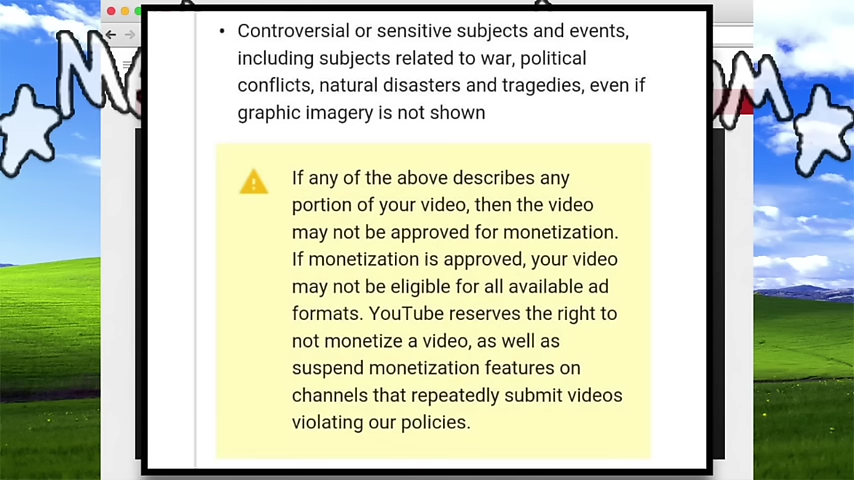 • Controversial or sensitive subjects and events,
including subjects related to war, political
conflicts, natural disasters and tragedies, even if
graphic imagery is not shown
If any of the above describes any
portion of your video, then the video
may not be approved for monetization.
If monetization is approved, your video
may not be eligible for all available ad
formats. YouTube reserves the right to
not monetize a video, as well as
suspend monetization features on
channels that repeatedly submit videos
violating our policies.